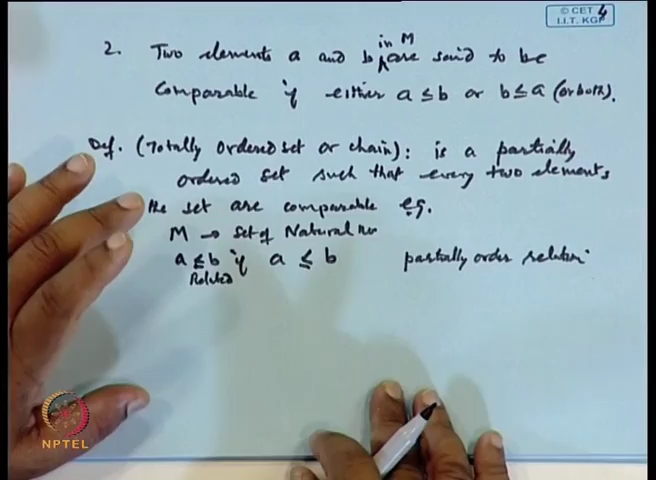 © CET
I.I.T. KGP
4
2. Two elements a and b in M are said to be
comparable if either a ≤ b or b ≤ a (or both).
Def. (Totally ordered set or chain): is a partially
ordered set such that every two elements
the set are comparable eg.
M → Set of Natural no
a ≤ b if a ≤ b partially order relation
Related
NPTEL